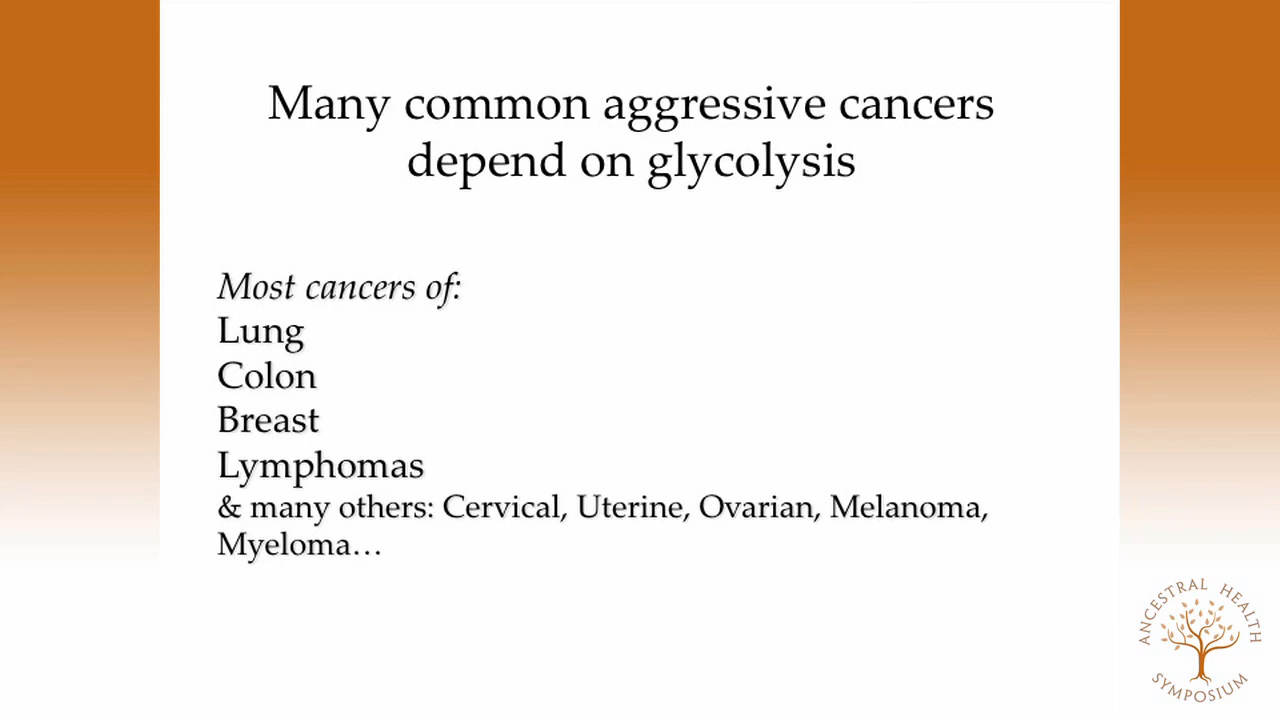 Many common aggressive cancers
depend on glycolysis
Most cancers of:
Lung
Colon
Breast
Lymphomas
& many others: Cervical, Uterine, Ovarian, Melanoma,
Myeloma…
ANCESTRAL HEALTH
SYMPOSIUM